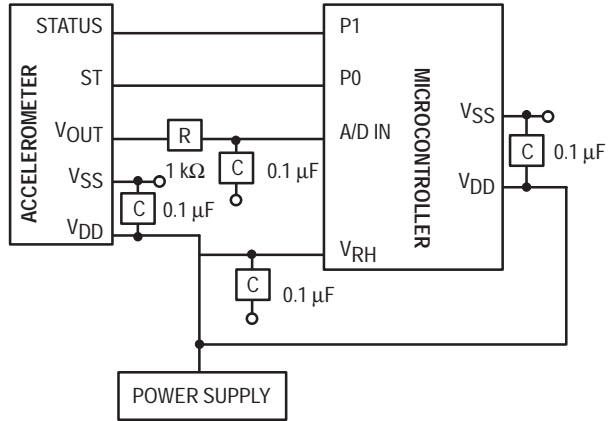 STATUS
ST
VOUT
VSS
VDD
ACCELEROMETER
R
1 kΩ
C
0.1 µF
C
0.1 µF
C
0.1 µF
P1
P0
A/D IN
VRH
MICROCONTROLLER
VSS
VDD
C
0.1 µF
POWER SUPPLY